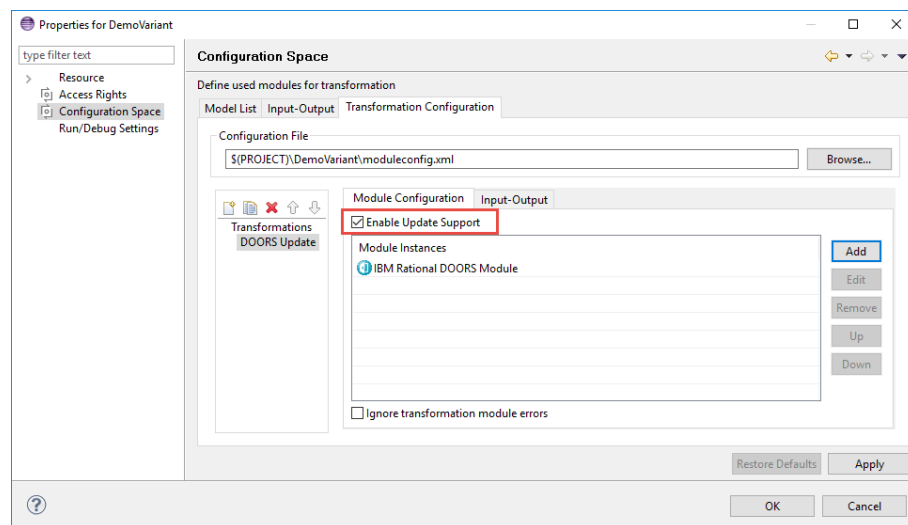 Properties for DemoVariant
type filter text
Resource
Access Rights
Configuration Space
Run/Debug Settings
Configuration Space
Define used modules for transformation
Model List Input-Output Transformation Configuration
Configuration File
$(PROJECT)\DemoVariant\moduleconfig.xml Browse...
Transformations
DOORS Update
Module Configuration Input-Output
Enable Update Support
Module Instances
IBM Rational DOORS Module
Add
Edit
Remove
Up
Down
Ignore transformation module errors
Restore Defaults Apply
OK Cancel